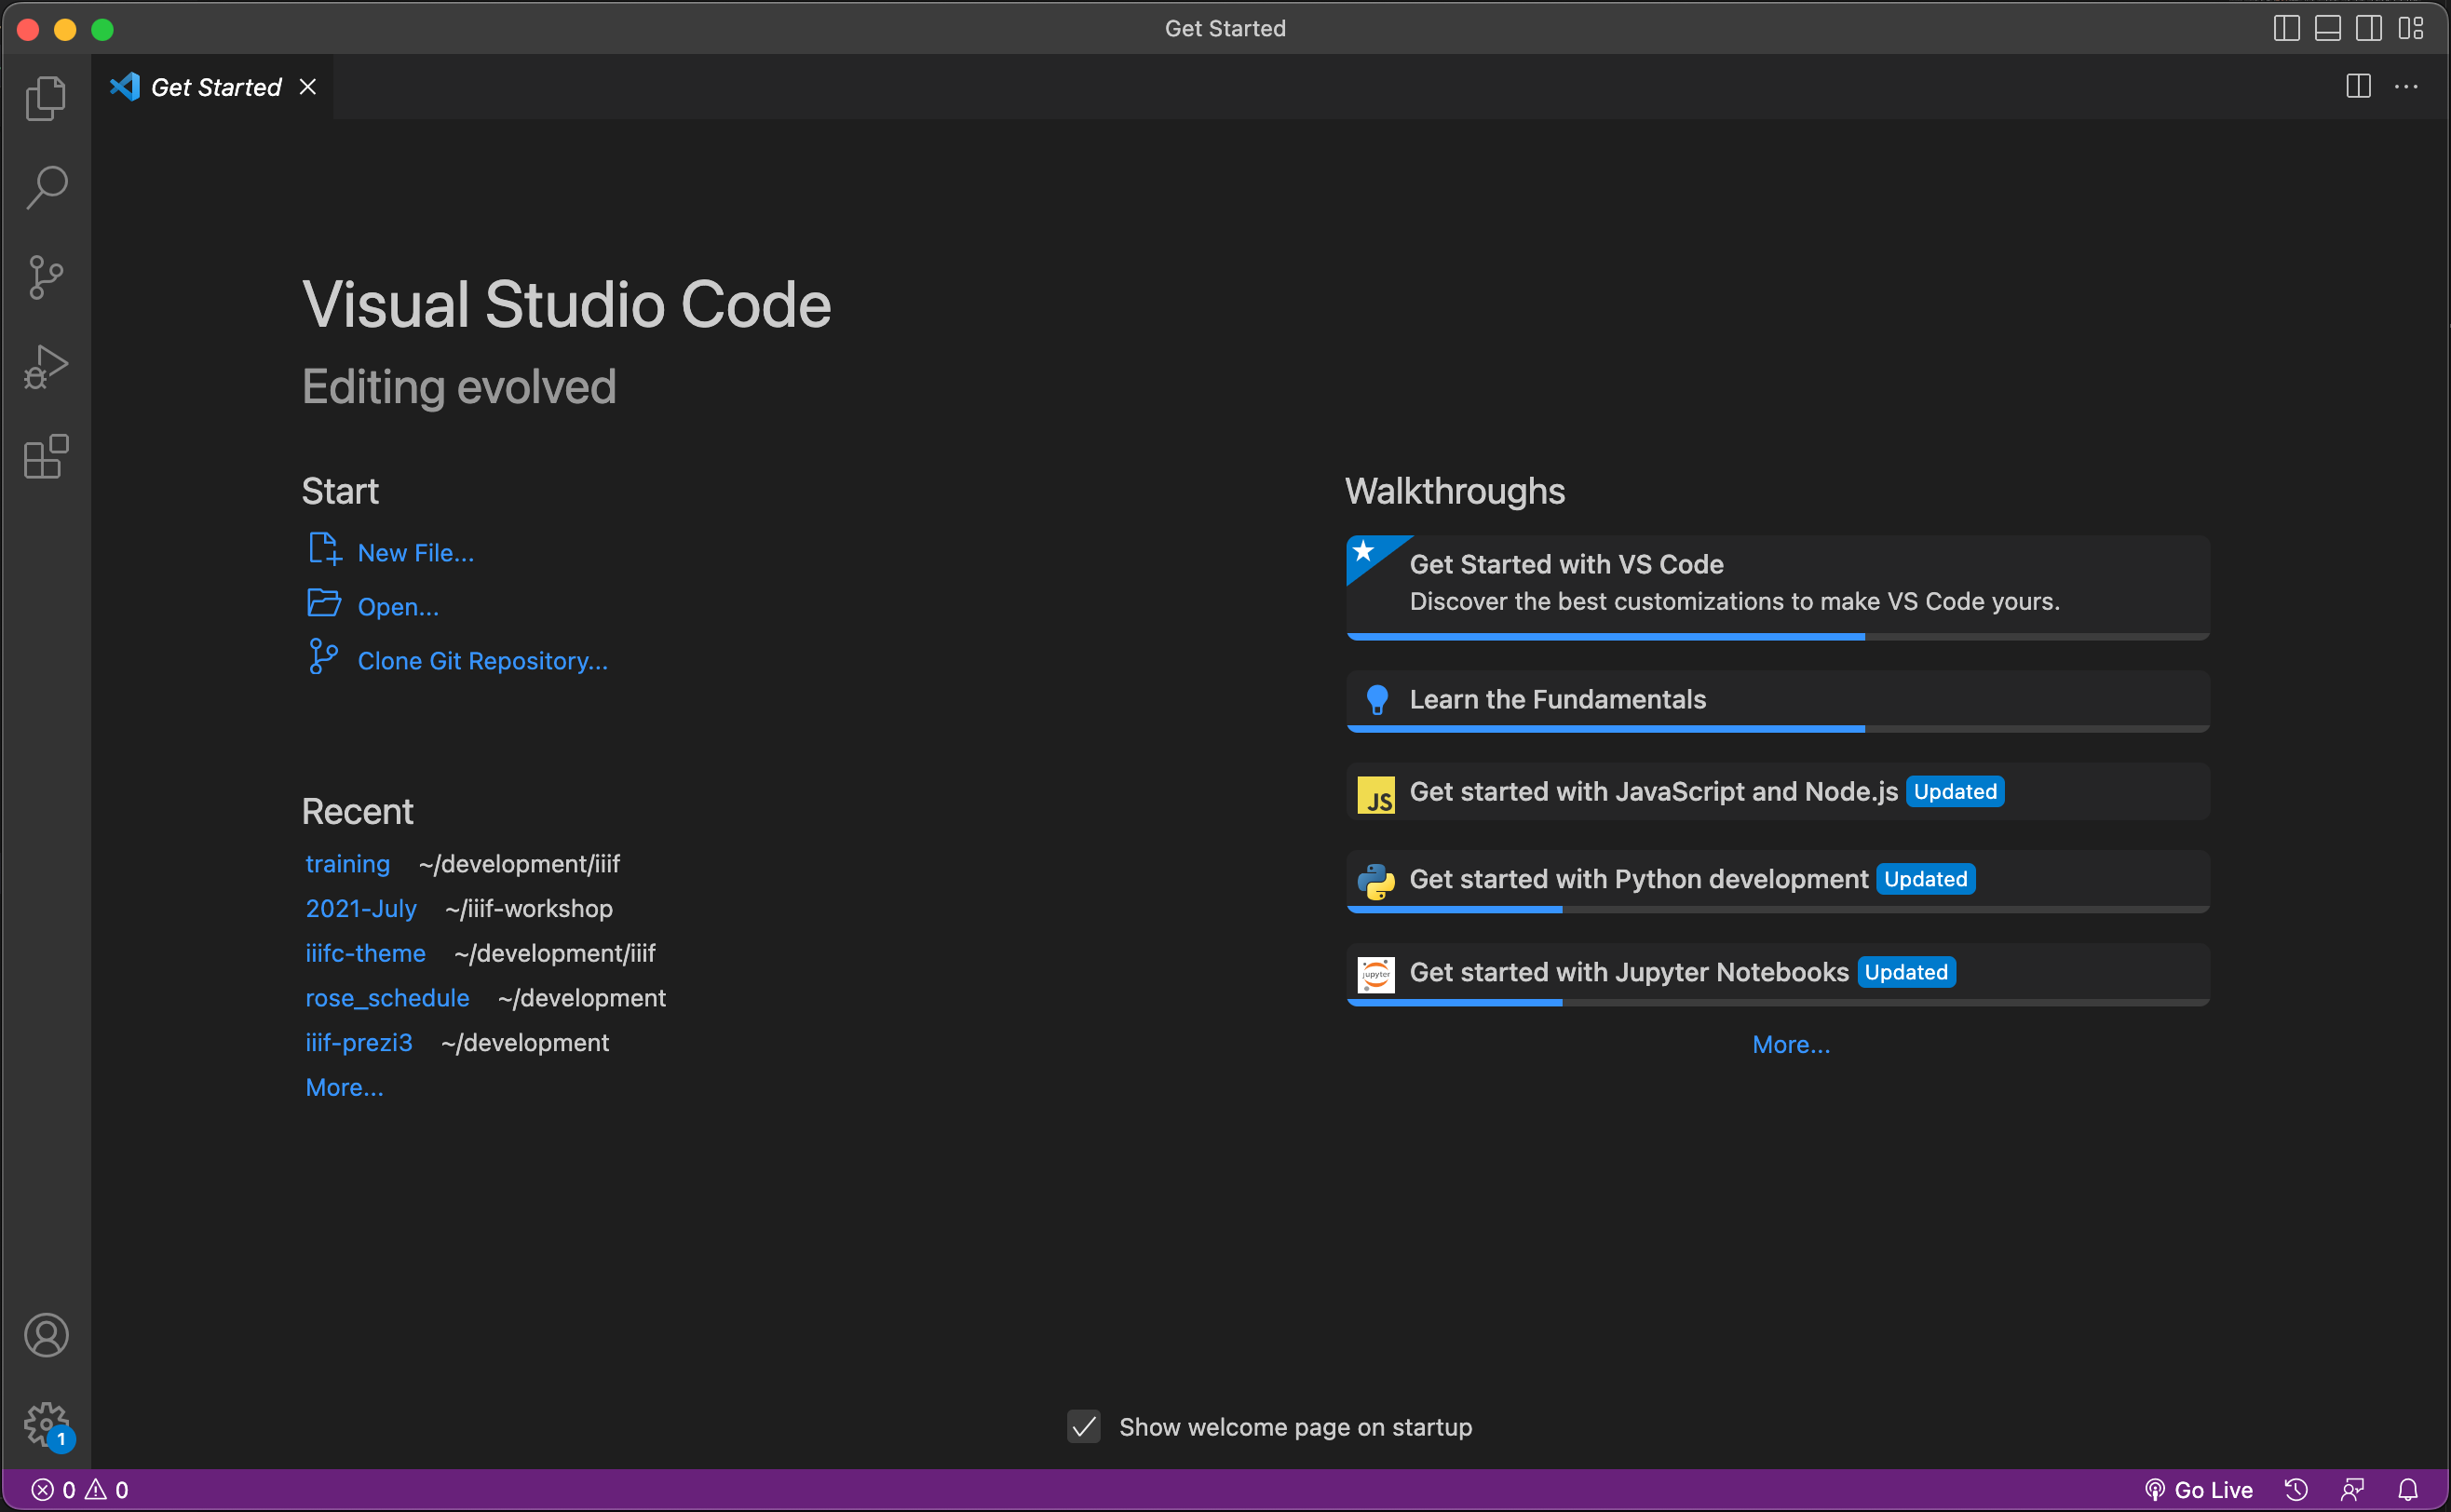 Get Started
Get Started
Visual Studio Code
Editing evolved
Start
New File...
Open...
Clone Git Repository...
Recent
training ~/development/iiif
2021-July ~/iiif-workshop
iiifc-theme ~/development/iiif
rose_schedule ~/development
iiif-prezi3 ~/development
More...
Walkthroughs
Get Started with VS Code
Discover the best customizations to make VS Code yours.
Learn the Fundamentals
JS Get started with JavaScript and Node.js Updated
Get started with Python development Updated
jupyter Get started with Jupyter Notebooks Updated
More...
Show welcome page on startup
1
0 0
Go Live